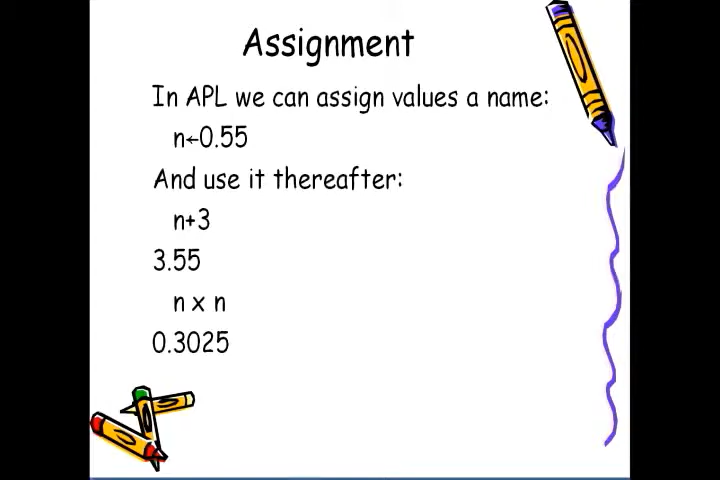 Assignment
In APL we can assign values a name:
n←0.55
And use it thereafter:
n+3
3.55
n x n
0.3025